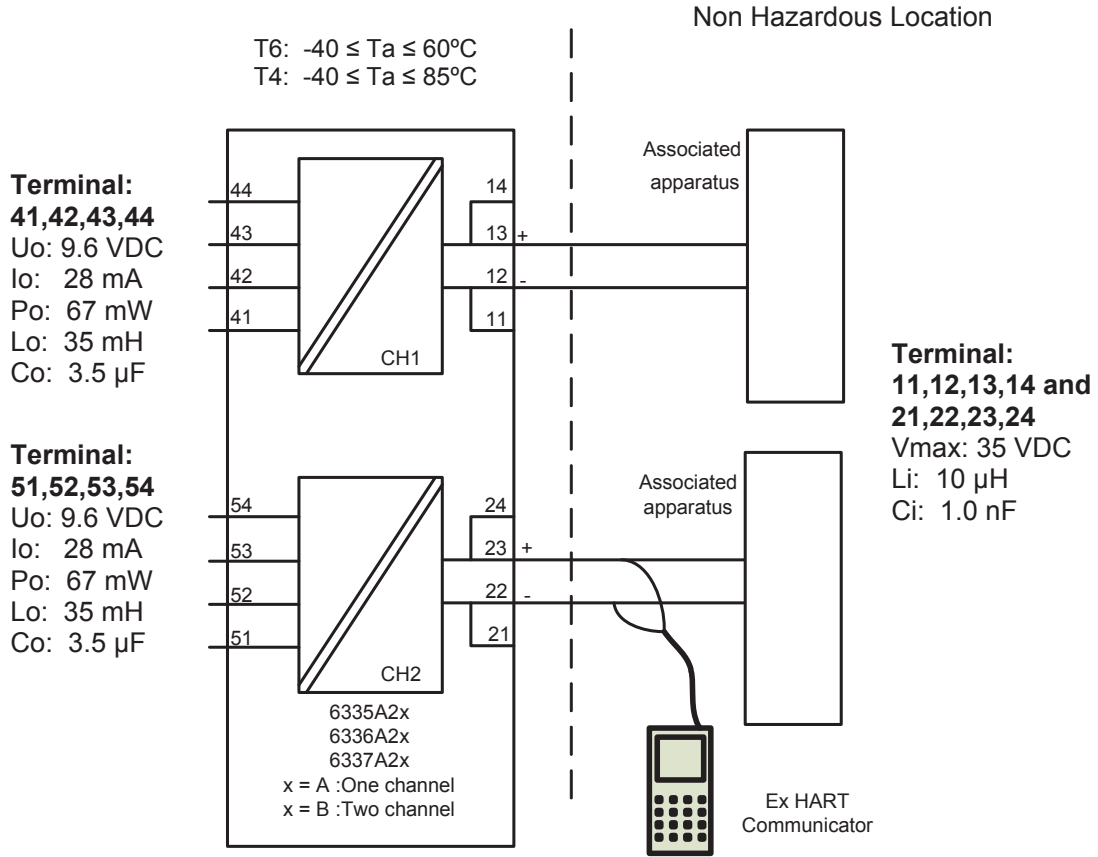 Non Hazardous Location
T6: -40 ≤ Ta ≤ 60ºC
T4: -40 ≤ Ta ≤ 85ºC
Terminal:
41,42,43,44
Uo: 9.6 VDC
Io: 28 mA
Po: 67 mW
Lo: 35 mH
Co: 3.5 µF
44
43
42
41
CH1
14
13 +
12 -
11
Associated
apparatus
Terminal:
11,12,13,14 and
21,22,23,24
Vmax: 35 VDC
Li: 10 µH
Ci: 1.0 nF
Terminal:
51,52,53,54
Uo: 9.6 VDC
Io: 28 mA
Po: 67 mW
Lo: 35 mH
Co: 3.5 µF
54
53
52
51
CH2
24
23 +
22 -
21
Associated
apparatus
6335A2x
6336A2x
6337A2x
x = A :One channel
x = B :Two channel
Ex HART
Communicator